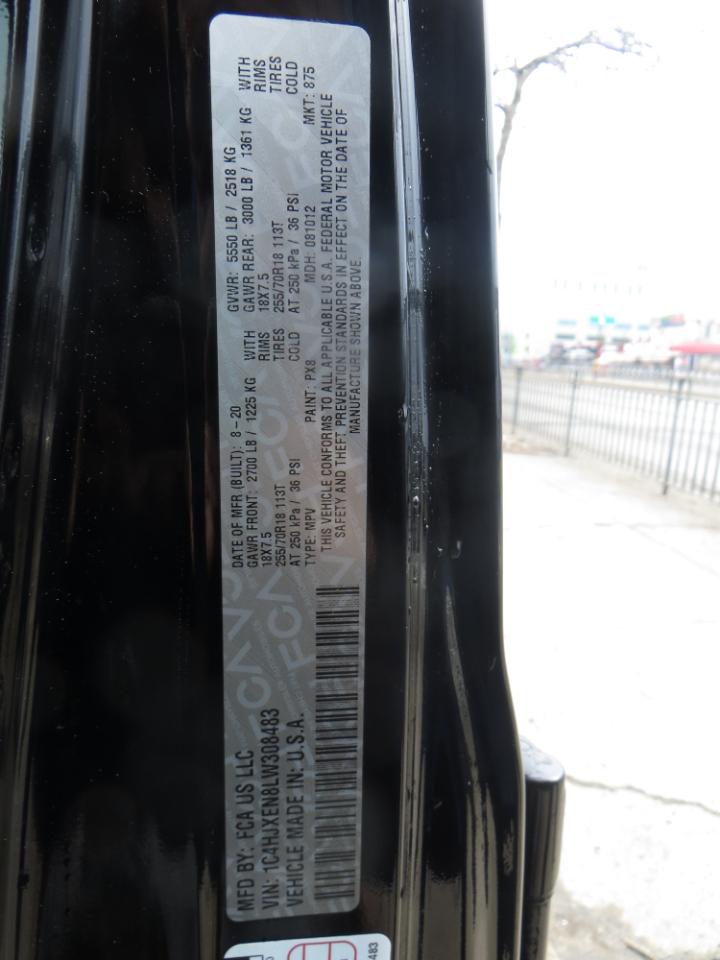 MFD BY: FCA US LLC
VIN: 1C4HJXEN8LW308483
VEHICLE MADE IN: U.S.A.
DATE OF MFR (BUILT): 8-20 GVWR: 5550 LB / 2518 KG
GAWR FRONT: 2700 LB / 1225 KG WITH GAWR REAR: 3000 LB / 1361 KG WITH
18X7.5 RIMS 18X7.5 RIMS
255/70R18 113T TIRES 255/70R18 113T TIRES
AT 250 kPa / 36 PSI COLD AT 250 kPa / 36 PSI COLD
TYPE: MPV PAINT: PX8 MDH: 081012 MKT: 875
THIS VEHICLE CONFORMS TO ALL APPLICABLE U.S.A. FEDERAL MOTOR VEHICLE
SAFETY AND THEFT PREVENTION STANDARDS IN EFFECT ON THE DATE OF
MANUFACTURE SHOWN ABOVE.
483